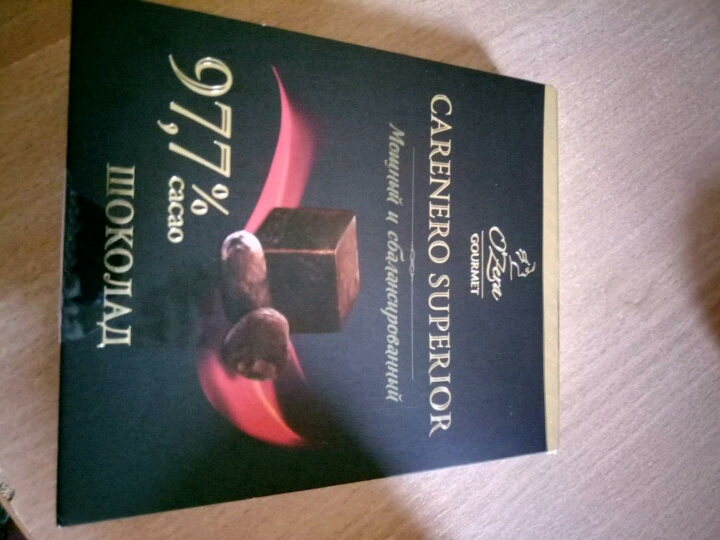 O'Zera
GOURMET
CARENERO SUPERIOR
Мощный и сбалансированный
97,7%
cacao
ШОКОЛАД